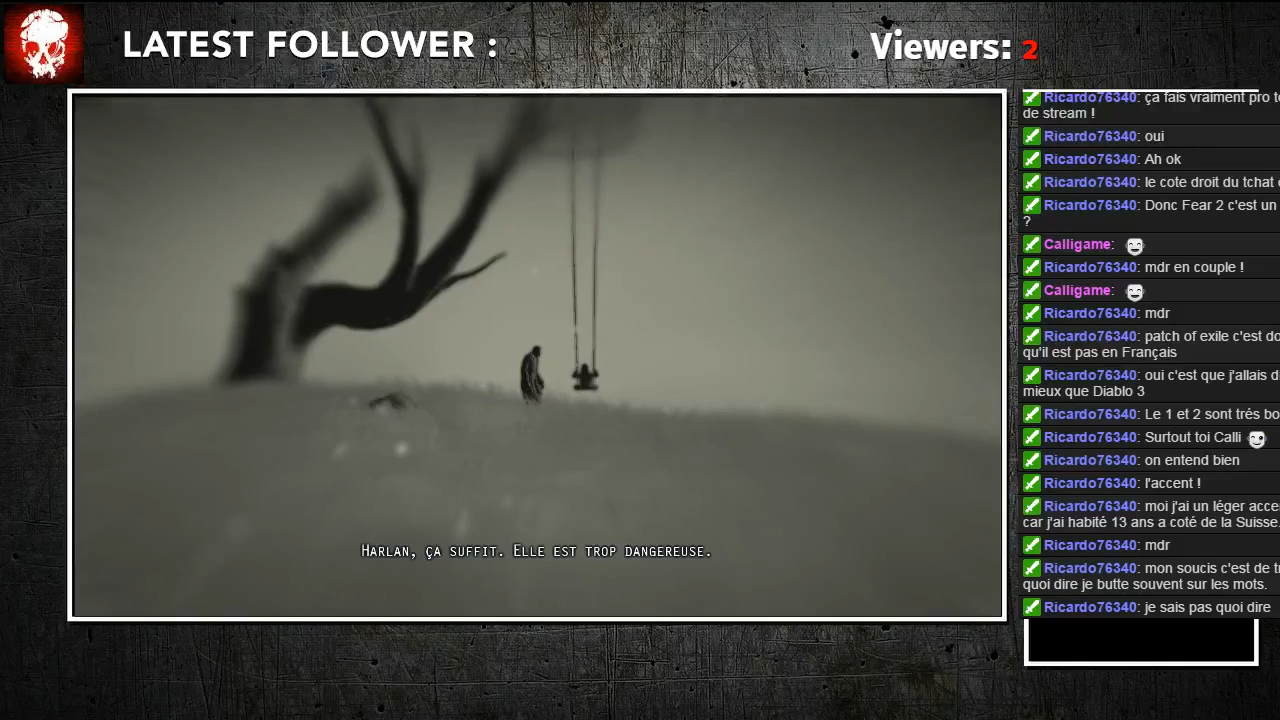 LATEST FOLLOWER :
Viewers: 2
Ricardo76340: ça fais vraiment pro
de stream !
Ricardo76340: oui
Ricardo76340: Ah ok
Ricardo76340: le cote droit du tchat
Ricardo76340: Donc Fear 2 c'est un
?
Calligame:
Ricardo76340: mdr en couple !
Calligame:
Ricardo76340: mdr
Ricardo76340: patch of exile c'est
qu'il est pas en Français
Ricardo76340: oui c'est que j'allais
mieux que Diablo 3
Ricardo76340: Le 1 et 2 sont trés
Ricardo76340: Surtout toi Calli
Ricardo76340: on entend bien
Ricardo76340: l'accent !
Ricardo76340: moi j'ai un léger
car j'ai habité 13 ans a coté de la Suisse
Ricardo76340: mdr
Ricardo76340: mon soucis c'est de
quoi dire je butte souvent sur les mots.
Ricardo76340: je sais pas quoi dire
Harlan, ça suffit. Elle est trop dangereuse.